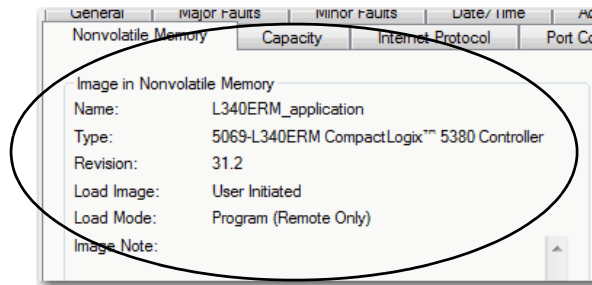 General Major Faults Minor Faults Date/Time
Nonvolatile Memory Capacity Internet Protocol Port
Image in Nonvolatile Memory
Name: L340ERM_application
Type: 5069-L340ERM CompactLogix™ 5380 Controller
Revision: 31.2
Load Image: User Initiated
Load Mode: Program (Remote Only)
Image Note: